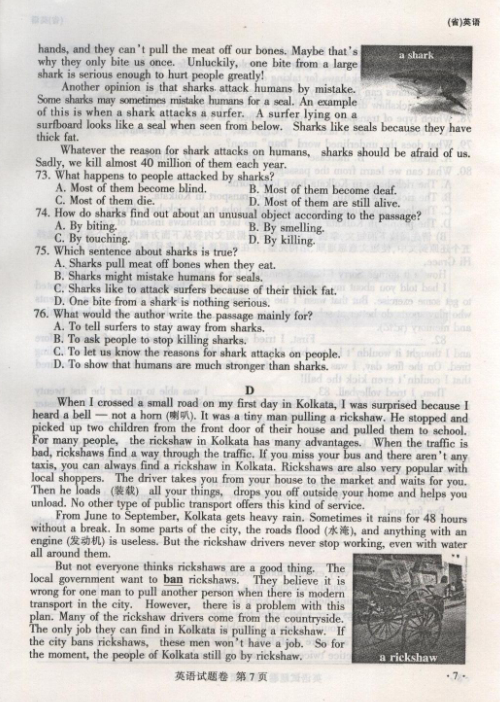 (省)英语
hands, and they can't pull the meat off our bones. Maybe that's
why they only bite us once. Unluckily, one bite from a large
shark is serious enough to hurt people greatly!
a shark
Another opinion is that sharks attack humans by mistake.
Some sharks may sometimes mistake humans for a seal. An example
of this is when a shark attacks a surfer. A surfer lying on a
surfboard looks like a seal when seen from below. Sharks like seals because they have
thick fat.
Whatever the reason for shark attacks on humans, sharks should be afraid of us.
Sadly, we kill almost 40 million of them each year.
73. What happens to people attacked by sharks?
A. Most of them become blind. B. Most of them become deaf.
C. Most of them die. D. Most of them are still alive.
74. How do sharks find out about an unusual object according to the passage?
A. By biting. B. By smelling.
C. By touching. D. By killing.
75. Which sentence about sharks is true?
A. Sharks pull meat off bones when they eat.
B. Sharks might mistake humans for seals.
C. Sharks like to attack surfers because of their thick fat.
D. One bite from a shark is nothing serious.
76. What would the author write the passage mainly for?
A. To tell surfers to stay away from sharks.
B. To ask people to stop killing sharks.
C. To let us know the reasons for shark attacks on people.
D. To show that humans are much stronger than sharks.
D
When I crossed a small road on my first day in Kolkata, I was surprised because I
heard a bell — not a horn (喇叭). It was a tiny man pulling a rickshaw. He stopped and
picked up two children from the front door of their house and pulled them to school.
For many people, the rickshaw in Kolkata has many advantages. When the traffic is
bad, rickshaws find a way through the traffic. If you miss your bus and there aren't any
taxis, you can always find a rickshaw in Kolkata. Rickshaws are also very popular with
local shoppers. The driver takes you from your house to the market and waits for you.
Then he loads (装载) all your things, drops you off outside your home and helps you
unload. No other type of public transport offers this kind of service.
From June to September, Kolkata gets heavy rain. Sometimes it rains for 48 hours
without a break. In some parts of the city, the roads flood (水淹), and anything with an
engine (发动机) is useless. But the rickshaw drivers never stop working, even with water
all around them.
But not everyone thinks rickshaws are a good thing. The
local government want to ban rickshaws. They believe it is
wrong for one man to pull another person when there is modern
transport in the city. However, there is a problem with this
plan. Many of the rickshaw drivers come from the countryside.
The only job they can find in Kolkata is pulling a rickshaw. If
the city bans rickshaws, these men won't have a job. So for
the moment, the people of Kolkata still go by rickshaw.
a rickshaw
英语试题卷 第7页
·7·